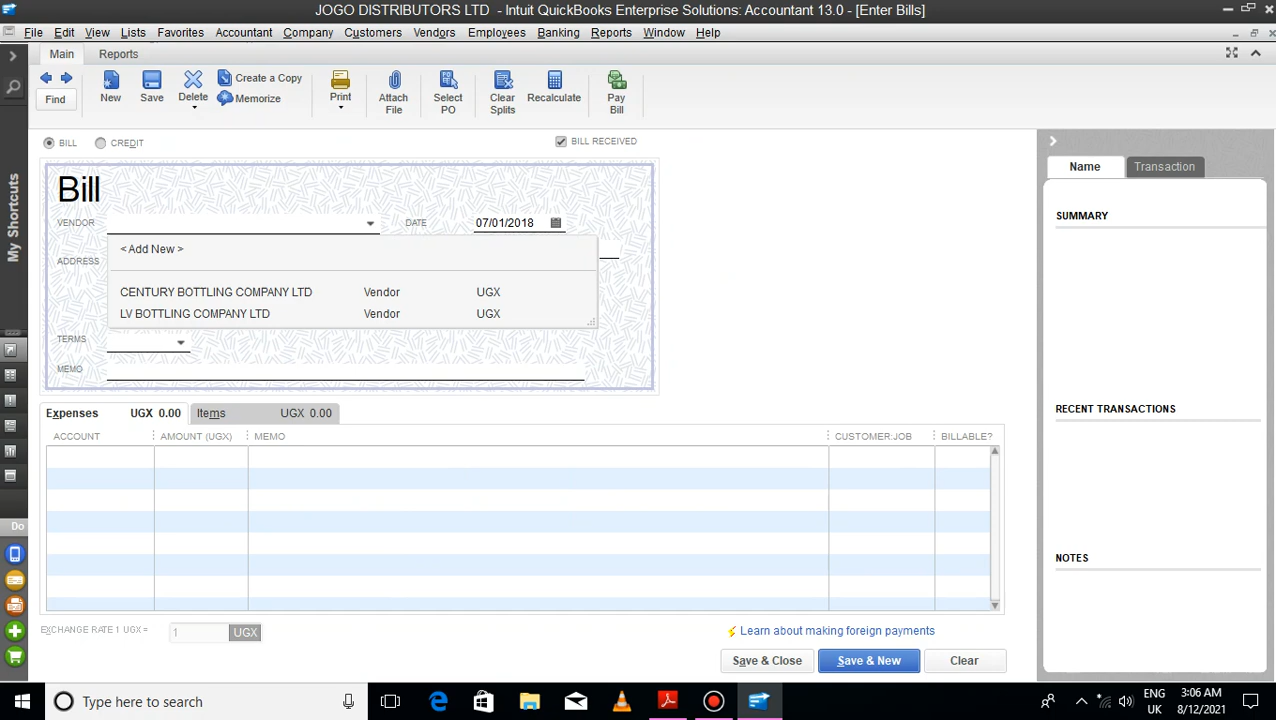 JOGO DISTRIBUTORS LTD - Intuit QuickBooks Enterprise Solutions: Accountant 13.0 - [Enter Bills]
File Edit View Lists Favorites Accountant Company Customers Vendors Employees Banking Reports Window Help
Main Reports
Find
New
Save
Delete
Create a Copy
Memorize
Print
Attach File
Select PO
Clear Splits
Recalculate
Pay Bill
My Shortcuts
Do
BILL CREDIT BILL RECEIVED
Bill
VENDOR DATE 07/01/2018
< Add New >
ADDRESS
CENTURY BOTTLING COMPANY LTD Vendor UGX
LV BOTTLING COMPANY LTD Vendor UGX
TERMS
MEMO
Expenses UGX 0.00 Items UGX 0.00
ACCOUNT AMOUNT (UGX) MEMO CUSTOMER:JOB BILLABLE?
EXCHANGE RATE 1 UGX = 1 UGX
Learn about making foreign payments
Save & Close Save & New Clear
Name Transaction
SUMMARY
RECENT TRANSACTIONS
NOTES
Type here to search
ENG
UK
3:06 AM
8/12/2021